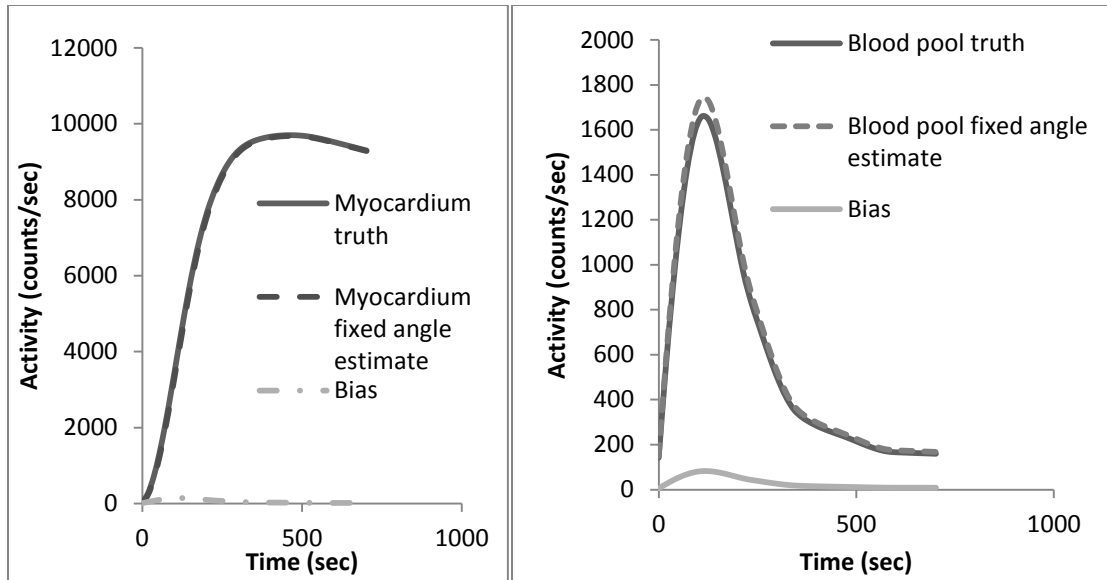 12000
10000
8000
6000
4000
2000
0
Activity (counts/sec)
Myocardium
truth
Myocardium
fixed angle
estimate
Bias
0
500
1000
Time (sec)
2000
1800
1600
1400
1200
1000
800
600
400
200
0
Activity (counts/sec)
Blood pool truth
Blood pool fixed angle
estimate
Bias
0
500
1000
Time (sec)